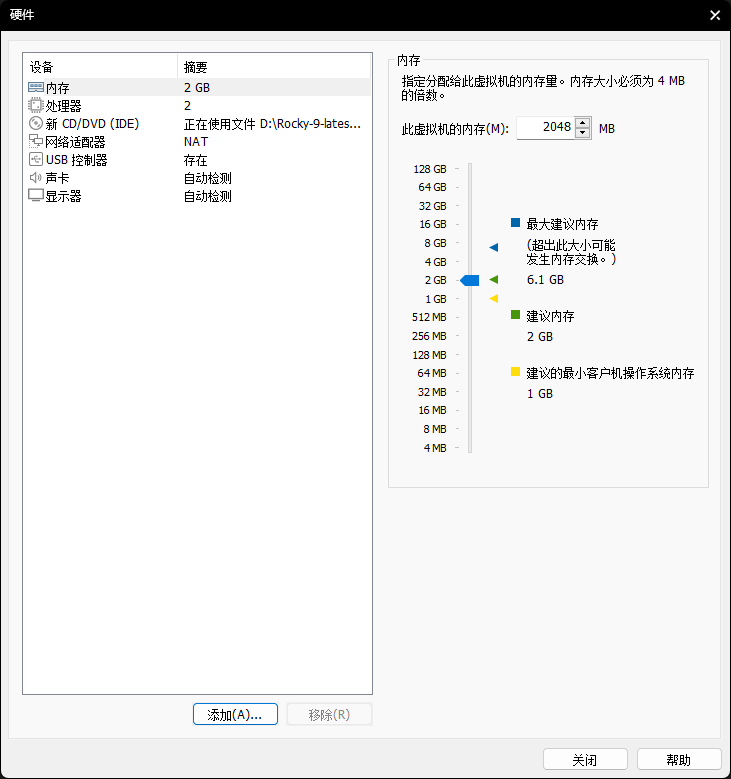 硬件
设备 摘要
内存 2 GB
处理器 2
新 CD/DVD (IDE) 正在使用文件 D:\Rocky-9-lates...
网络适配器 NAT
USB 控制器 存在
声卡 自动检测
显示器 自动检测
添加(A)... 移除(R)
内存
指定分配给此虚拟机的内存量。内存大小必须为 4 MB
的倍数。
此虚拟机的内存(M): 2048 MB
128 GB
64 GB
32 GB
16 GB
8 GB
4 GB
2 GB
1 GB
512 MB
256 MB
128 MB
64 MB
32 MB
16 MB
8 MB
4 MB
最大建议内存
(超出此大小可能
发生内存交换。)
6.1 GB
建议内存
2 GB
建议的最小客户机操作系统内存
1 GB
关闭 帮助